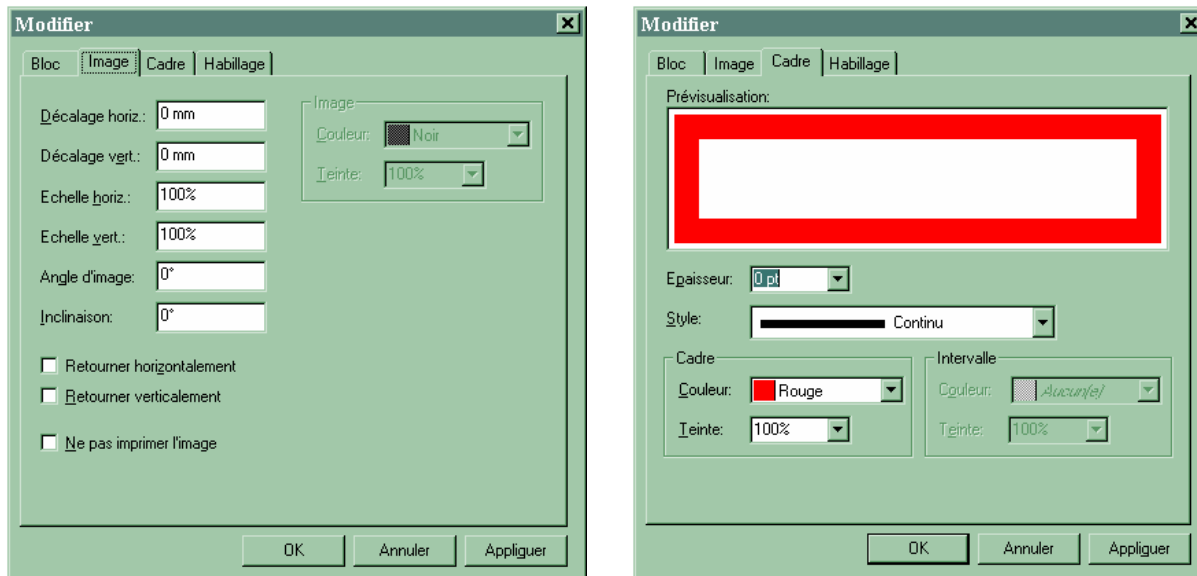 Modifier
Bloc Image Cadre Habillage
Décalage horiz.: 0 mm
Décalage vert.: 0 mm
Echelle horiz.: 100%
Echelle vert.: 100%
Angle d'image: 0°
Inclinaison: 0°
Image
Couleur: Noir
Teinte: 100%
Retourner horizontalement
Retourner verticalement
Ne pas imprimer l'image
OK Annuler Appliquer
Modifier
Bloc Image Cadre Habillage
Prévisualisation:
Epaisseur: 0 pt
Style: Continu
Cadre
Couleur: Rouge
Teinte: 100%
Intervalle
Couleur: Aucun(e)
Teinte: 100%
OK Annuler Appliquer